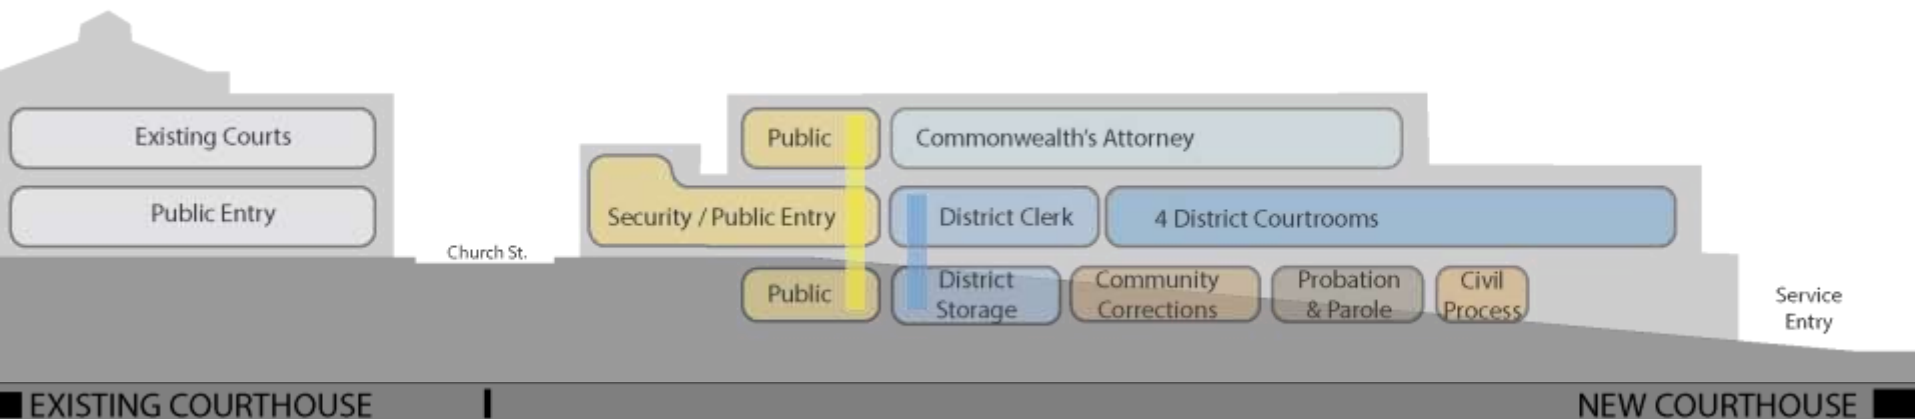 Existing Courts
Public Entry
Church St.
Public
Commonwealth's Attorney
Security / Public Entry
District Clerk
4 District Courtrooms
Public
District
Storage
Community
Corrections
Probation
& Parole
Civil
Process
Service
Entry
EXISTING COURTHOUSE
NEW COURTHOUSE